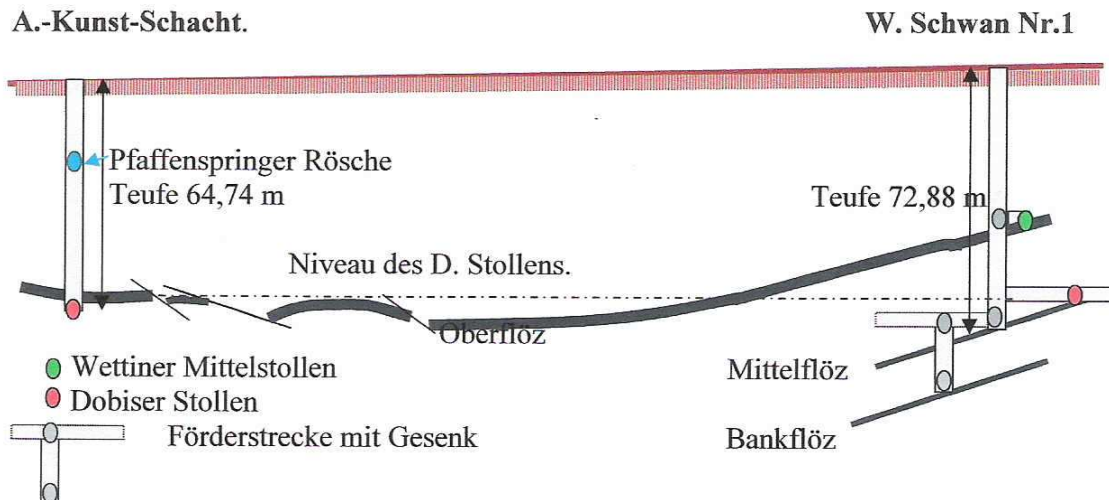 A.-Kunst-Schacht.
W. Schwan Nr.1
Pfaffenspringer Rösche
Teufe 64,74 m
Teufe 72,88 m
Niveau des D. Stollens.
Oberflöz
Wettiner Mittelstollen
Mittelflöz
Dobiser Stollen
Förderstrecke mit Gesenk
Bankflöz